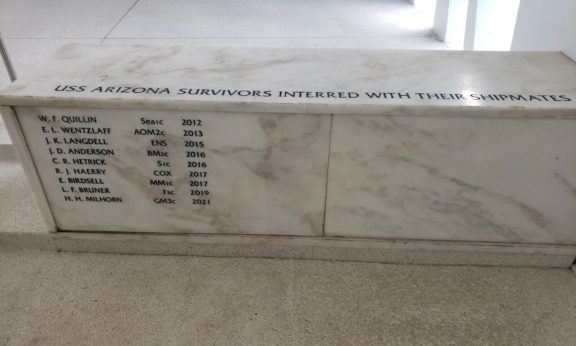 USS ARIZONA SURVIVORS INTERRED WITH THEIR SHIPMATES
W. F. QUILLIN SEA1C 2012
E. L. WENTZLAFF AOM2C 2013
J. K. LANGDELL ENS 2015
J. D. ANDERSON BM2C 2016
C. R. HETRICK S1C 2016
R. J. HAERRY COX 2017
E. BIRDSELL MM1C 2017
L. F. BRUNER F3C 2019
H. H. MILHORN GM3C 2021